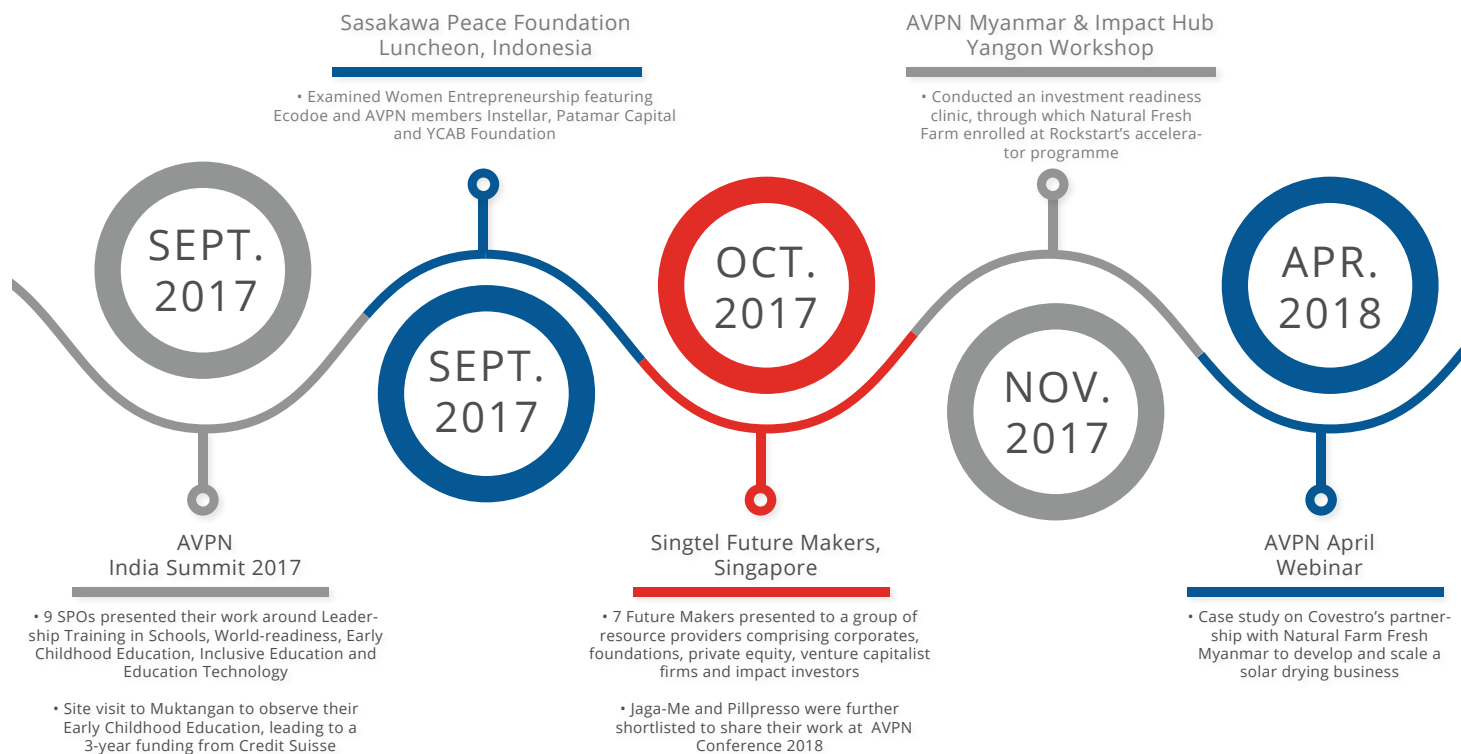 Sasakawa Peace Foundation
Luncheon, Indonesia
• Examined Women Entrepreneurship featuring
Ecodoe and AVPN members Instellar, Patamar Capital
and YCAB Foundation
AVPN Myanmar & Impact Hub
Yangon Workshop
• Conducted an investment readiness
clinic, through which Natural Fresh
Farm enrolled at Rockstart's accelera-
tor programme
SEPT.
2017
SEPT.
2017
OCT.
2017
NOV.
2017
APR.
2018
AVPN
India Summit 2017
• 9 SPOs presented their work around Leader-
ship Training in Schools, World-readiness, Early
Childhood Education, Inclusive Education and
Education Technology
• Site visit to Muktangan to observe their
Early Childhood Education, leading to a
3-year funding from Credit Suisse
Singtel Future Makers,
Singapore
• 7 Future Makers presented to a group of
resource providers comprising corporates,
foundations, private equity, venture capitalist
firms and impact investors
• Jaga-Me and Pillpresso were further
shortlisted to share their work at AVPN
Conference 2018
AVPN April
Webinar
• Case study on Covestro's partner-
ship with Natural Farm Fresh
Myanmar to develop and scale a
solar drying business